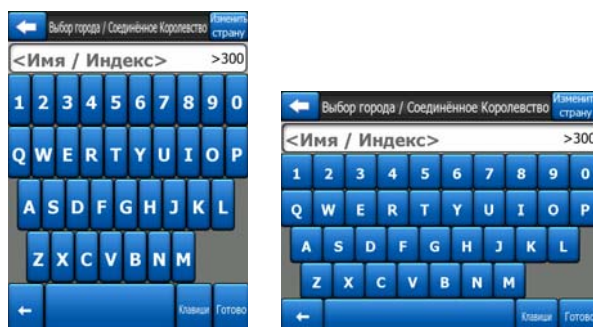 Выбор города / Соединённое Королевство
Изменить
страну
<Имя / Индекс> >300
1 2 3 4 5 6 7 8 9 0
Q W E R T Y U I O P
A S D F G H J K L
Z X C V B N M
Клавиши Готово
Выбор города / Соединённое Королевство
Изменить
страну
<Имя / Индекс> >300
1 2 3 4 5 6 7 8 9 0
Q W E R T Y U I O P
A S D F G H J K L
Z X C V B N M
Клавиши Готово